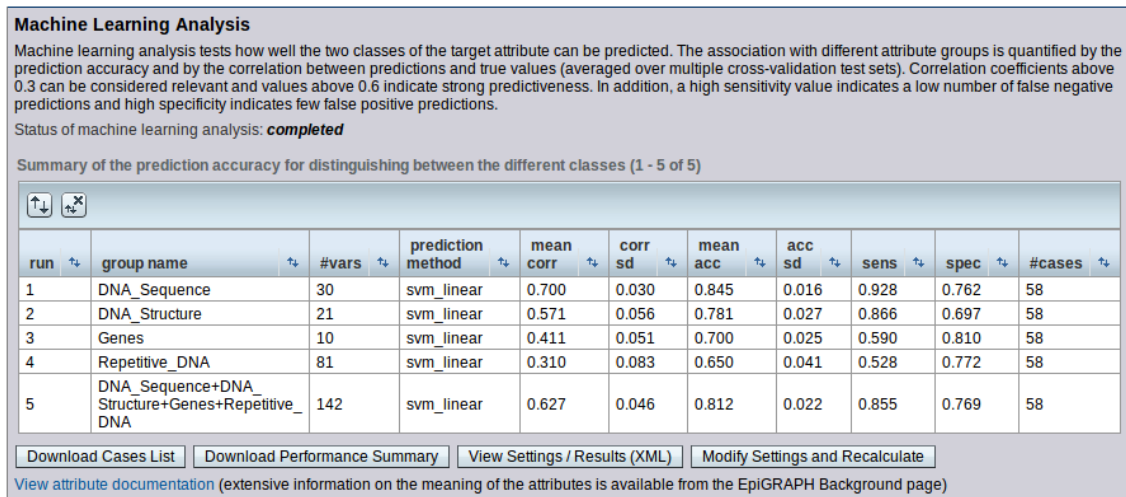 Machine Learning Analysis
Machine learning analysis tests how well the two classes of the target attribute can be predicted. The association with different attribute groups is quantified by the
prediction accuracy and by the correlation between predictions and true values (averaged over multiple cross-validation test sets). Correlation coefficients above
0.3 can be considered relevant and values above 0.6 indicate strong predictiveness. In addition, a high sensitivity value indicates a low number of false negative
predictions and high specificity indicates few false positive predictions.
Status of machine learning analysis: completed
Summary of the prediction accuracy for distinguishing between the different classes (1 - 5 of 5)
run group name #vars prediction method mean corr corr sd mean acc acc sd sens spec #cases
1 DNA_Sequence 30 svm_linear 0.700 0.030 0.845 0.016 0.928 0.762 58
2 DNA_Structure 21 svm_linear 0.571 0.056 0.781 0.027 0.866 0.697 58
3 Genes 10 svm_linear 0.411 0.051 0.700 0.025 0.590 0.810 58
4 Repetitive_DNA 81 svm_linear 0.310 0.083 0.650 0.041 0.528 0.772 58
5 DNA_Sequence+DNA_
Structure+Genes+Repetitive_
DNA 142 svm_linear 0.627 0.046 0.812 0.022 0.855 0.769 58
Download Cases List Download Performance Summary View Settings / Results (XML) Modify Settings and Recalculate
View attribute documentation (extensive information on the meaning of the attributes is available from the EpiGRAPH Background page)